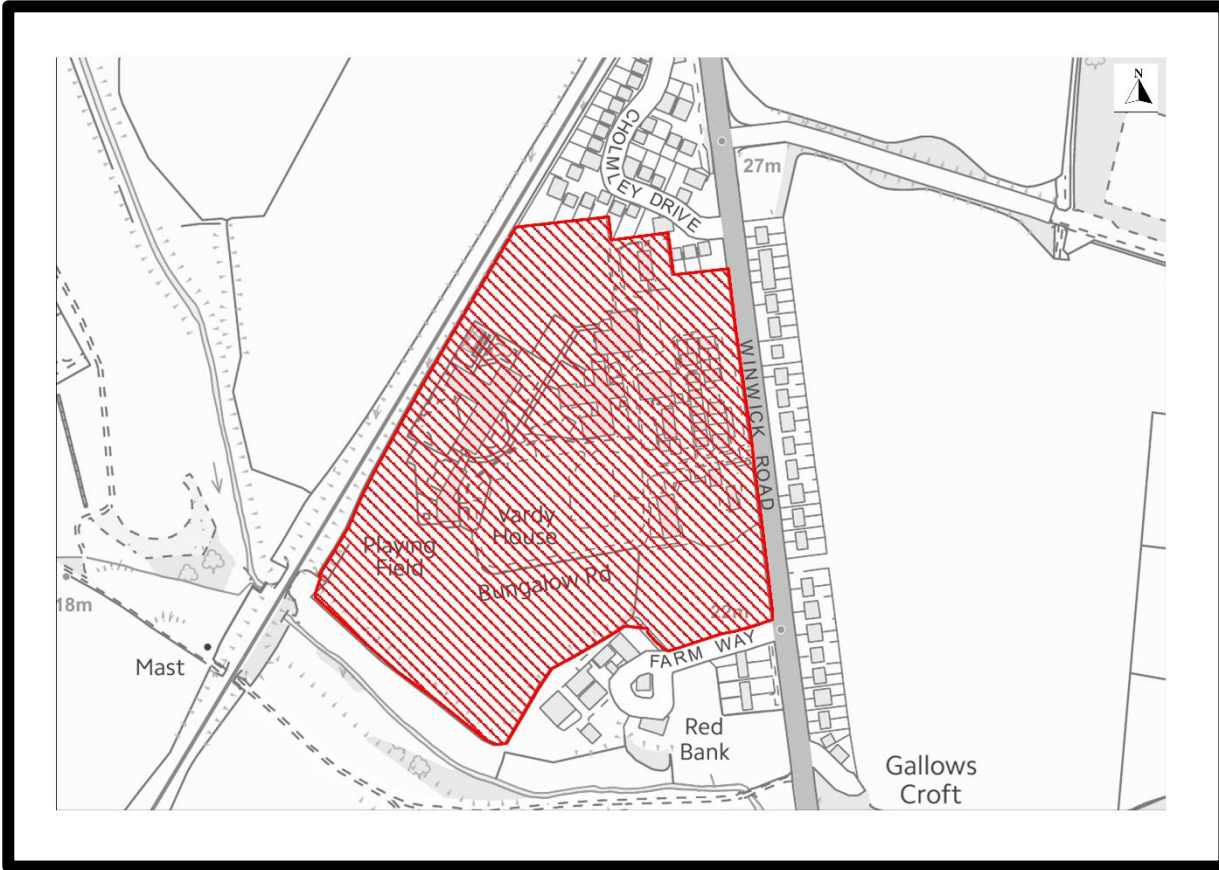 N
CHOLMLEY DRIVE
27m
WINWICK ROAD
Vardy
House
Playing
Field
Bungalow Rd
18m
22m
Mast
FARM WAY
Red
Bank
Gallows
Croft